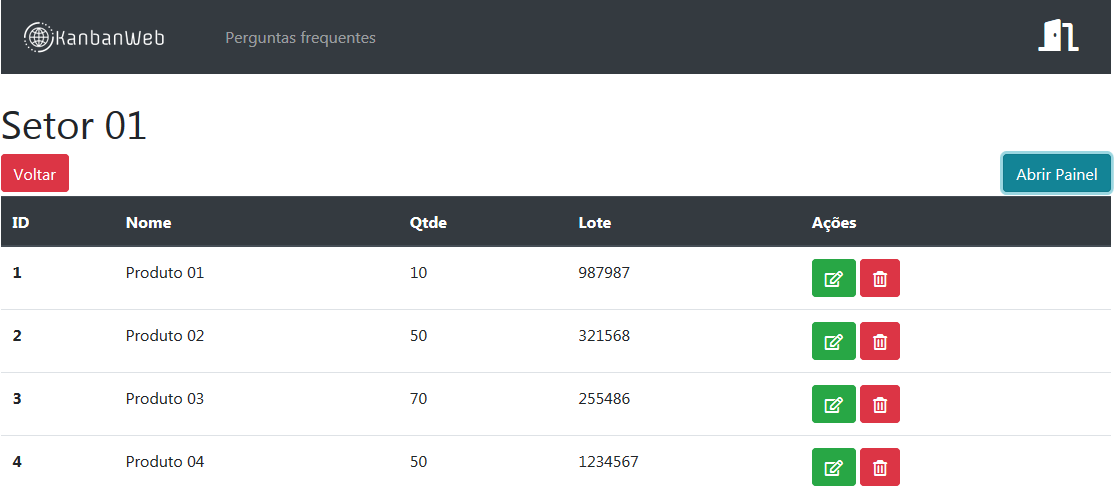 KanbanWeb Perguntas frequentes
Setor 01
Voltar Abrir Painel
ID Nome Qtde Lote Ações
1 Produto 01 10 987987
2 Produto 02 50 321568
3 Produto 03 70 255486
4 Produto 04 50 1234567